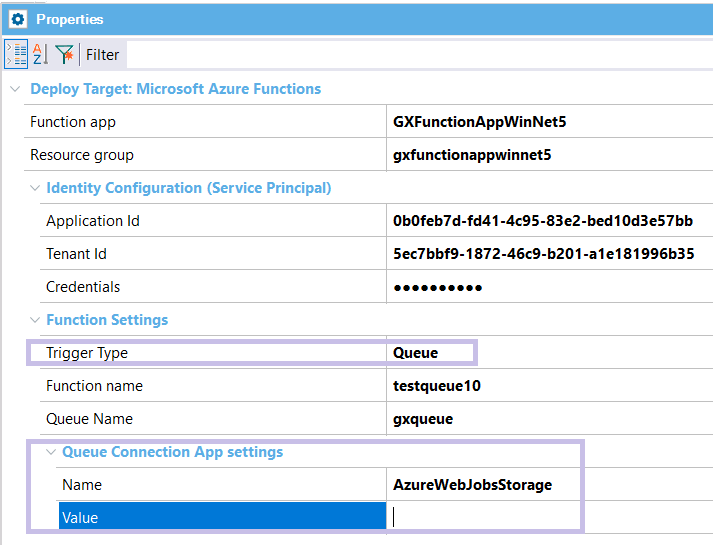 Properties
Filter
Deploy Target: Microsoft Azure Functions
Function app GXFunctionAppWinNet5
Resource group gxfunctionappwinnet5
Identity Configuration (Service Principal)
Application Id 0b0feb7d-fd41-4c95-83e2-bed10d3e57bb
Tenant Id 5ec7bbf9-1872-46c9-b201-a1e181996b35
Credentials ●●●●●●●●●●
Function Settings
Trigger Type Queue
Function name testqueue10
Queue Name gxqueue
Queue Connection App settings
Name AzureWebJobsStorage
Value